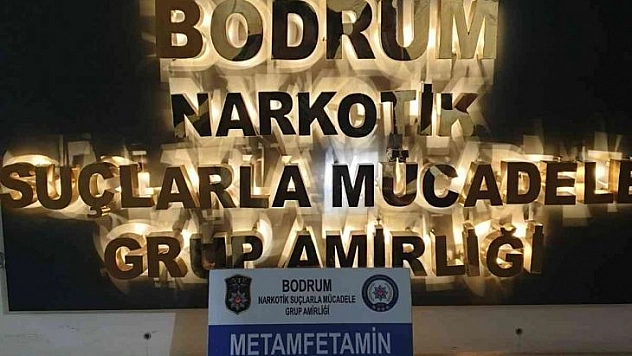 BODRUM
NARKOTİK
SUÇLARLA MÜCADELE
GRUP AMİRLİĞİ
BODRUM
NARKOTİK SUÇLARLA MÜCADELE
GRUP AMİRLİĞİ
METAMFETAMİN